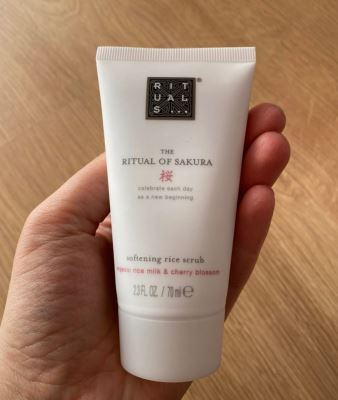 RIT
UALS
...®
THE
RITUAL OF SAKURA
桜
celebrate each day
as a new beginning
softening rice scrub
organic rice milk & cherry blossom
2.3 FL. OZ. / 70 ml ℮